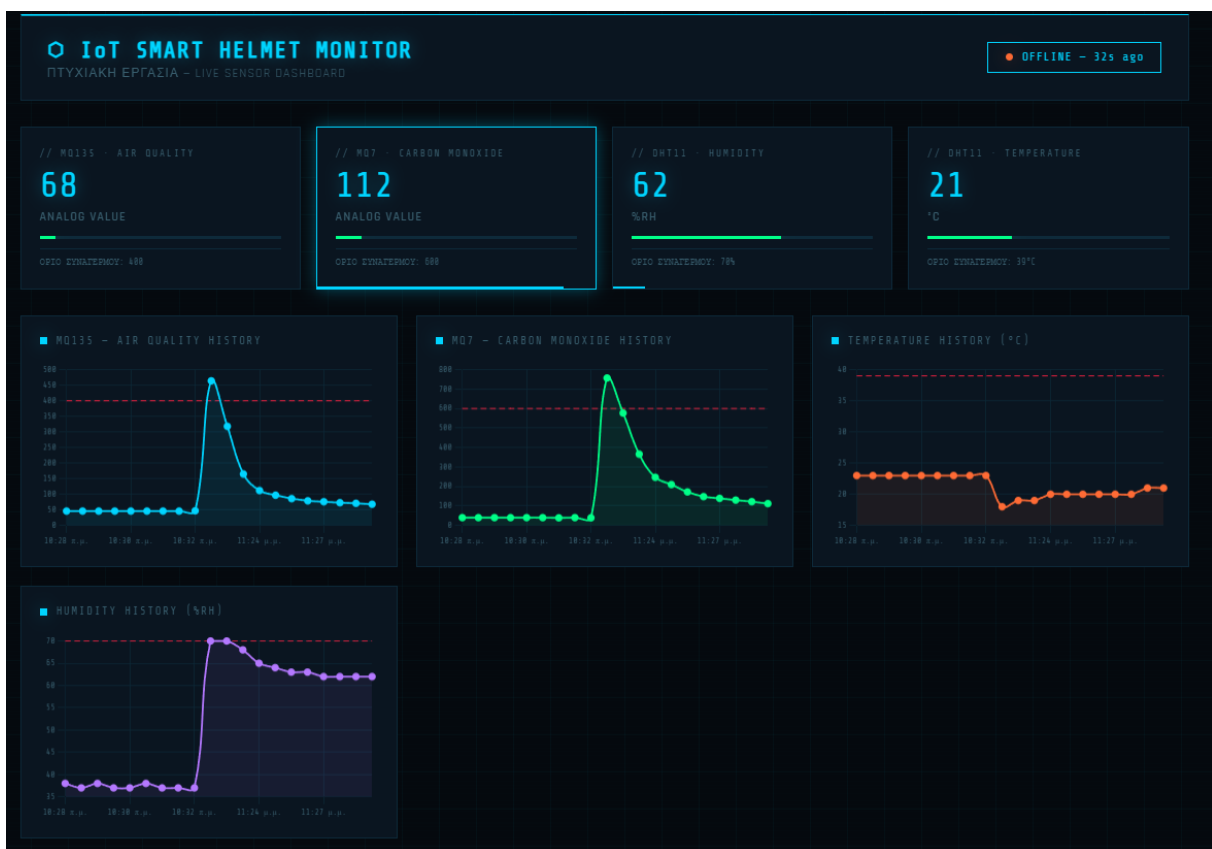 IoT SMART HELMET MONITOR
ΠΤΥΧΙΑΚΗ ΕΡΓΑΣΙΑ – LIVE SENSOR DASHBOARD
OFFLINE – 32s ago
// MQ135 · AIR QUALITY
68
ANALOG VALUE
ΟΡΙΟ ΣΥΝΑΓΕΡΜΟΥ: 400
// MQ7 · CARBON MONOXIDE
112
ANALOG VALUE
ΟΡΙΟ ΣΥΝΑΓΕΡΜΟΥ: 600
// DHT11 · HUMIDITY
62
%RH
ΟΡΙΟ ΣΥΝΑΓΕΡΜΟΥ: 70%
// DHT11 · TEMPERATURE
21
°C
ΟΡΙΟ ΣΥΝΑΓΕΡΜΟΥ: 39°C
MQ135 – AIR QUALITY HISTORY
500
450
400
350
300
250
200
150
100
50
0
10:28 π.μ. 10:30 π.μ. 10:32 π.μ. 11:24 μ.μ. 11:27 μ.μ.
MQ7 – CARBON MONOXIDE HISTORY
800
700
600
500
400
300
200
100
0
10:28 π.μ. 10:30 π.μ. 10:32 π.μ. 11:24 μ.μ. 11:27 μ.μ.
TEMPERATURE HISTORY (°C)
40
35
30
25
20
15
10:28 π.μ. 10:30 π.μ. 10:32 π.μ. 11:24 μ.μ. 11:27 μ.μ.
HUMIDITY HISTORY (%RH)
70
65
60
55
50
45
40
35
10:28 π.μ. 10:30 π.μ. 10:32 π.μ. 11:24 μ.μ. 11:27 μ.μ.